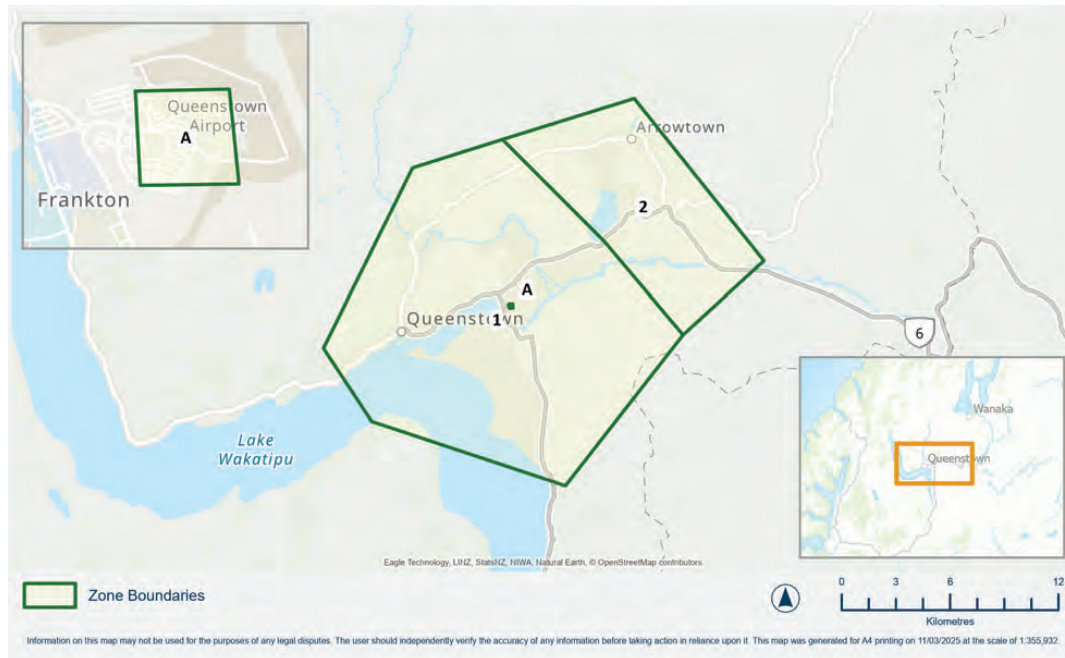 Queenstown
Airport
A
Frankton
Arrowtown
2
A
1
Queenstown
6
Lake
Wakatipu
Wanaka
Queenstown
Eagle Technology, LINZ, StatsNZ, NIWA, Natural Earth, © OpenStreetMap contributors.
Zone Boundaries
0 3 6 12
Kilometres
Information on this map may not be used for the purposes of any legal disputes. The user should independently verify the accuracy of any information before taking action in reliance upon it. This map was generated for A4 printing on 11/03/2025 at the scale of 1:355,932.